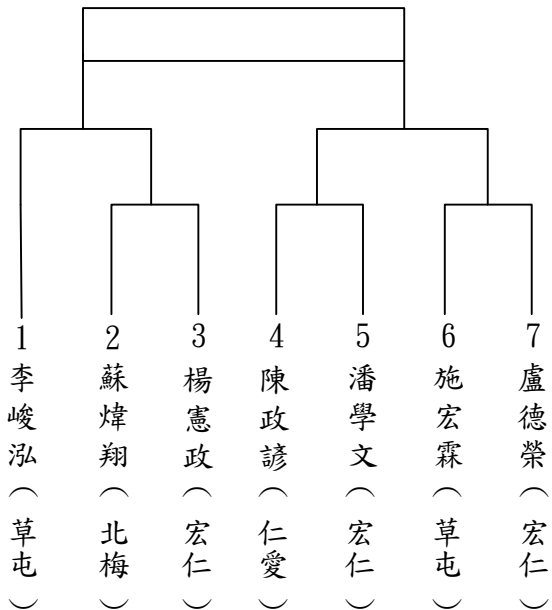 1 李峻泓（草屯）
2 蘇煒翔（北梅）
3 楊憲政（宏仁）
4 陳政諺（仁愛）
5 潘學文（宏仁）
6 施宏霖（草屯）
7 盧德榮（宏仁）